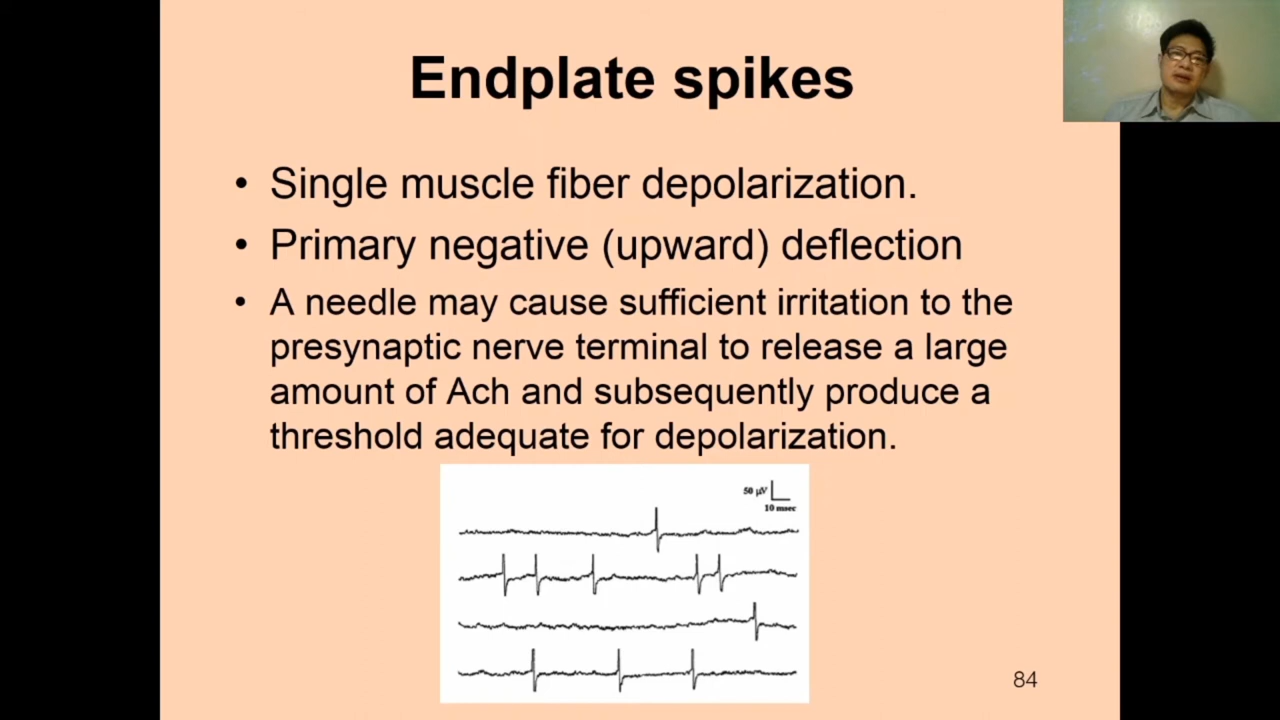 Endplate spikes
• Single muscle fiber depolarization.
• Primary negative (upward) deflection
• A needle may cause sufficient irritation to the
presynaptic nerve terminal to release a large
amount of Ach and subsequently produce a
threshold adequate for depolarization.
50 µV
10 msec
84